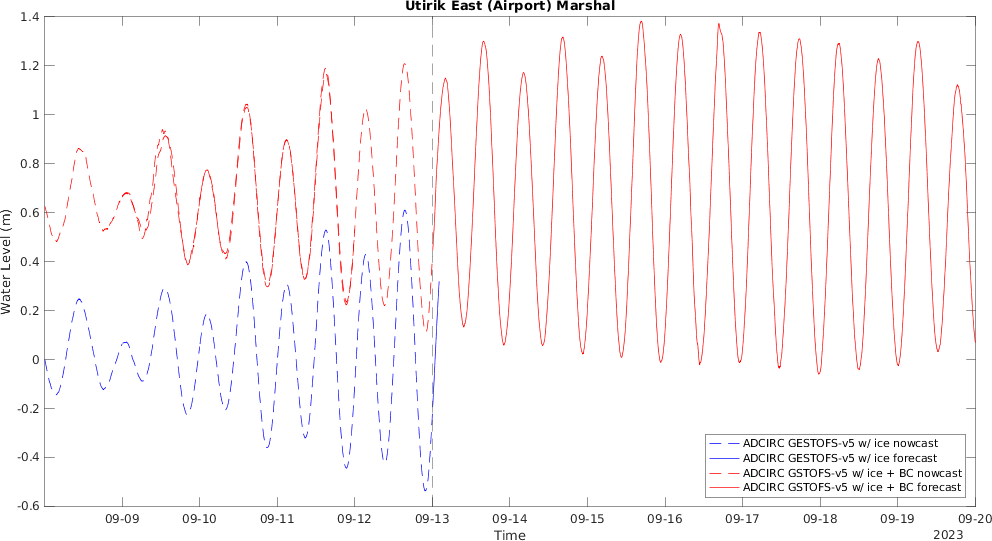 Utirik East (Airport) Marshal
Water Level (m)
1.4
1.2
1
0.8
0.6
0.4
0.2
0
-0.2
-0.4
-0.6
ADCIRC GESTOFS-v5 w/ ice nowcast
ADCIRC GESTOFS-v5 w/ ice forecast
ADCIRC GSTOFS-v5 w/ ice + BC nowcast
ADCIRC GSTOFS-v5 w/ ice + BC forecast
09-09 09-10 09-11 09-12 09-13 09-14 09-15 09-16 09-17 09-18 09-19 09-20
Time
2023